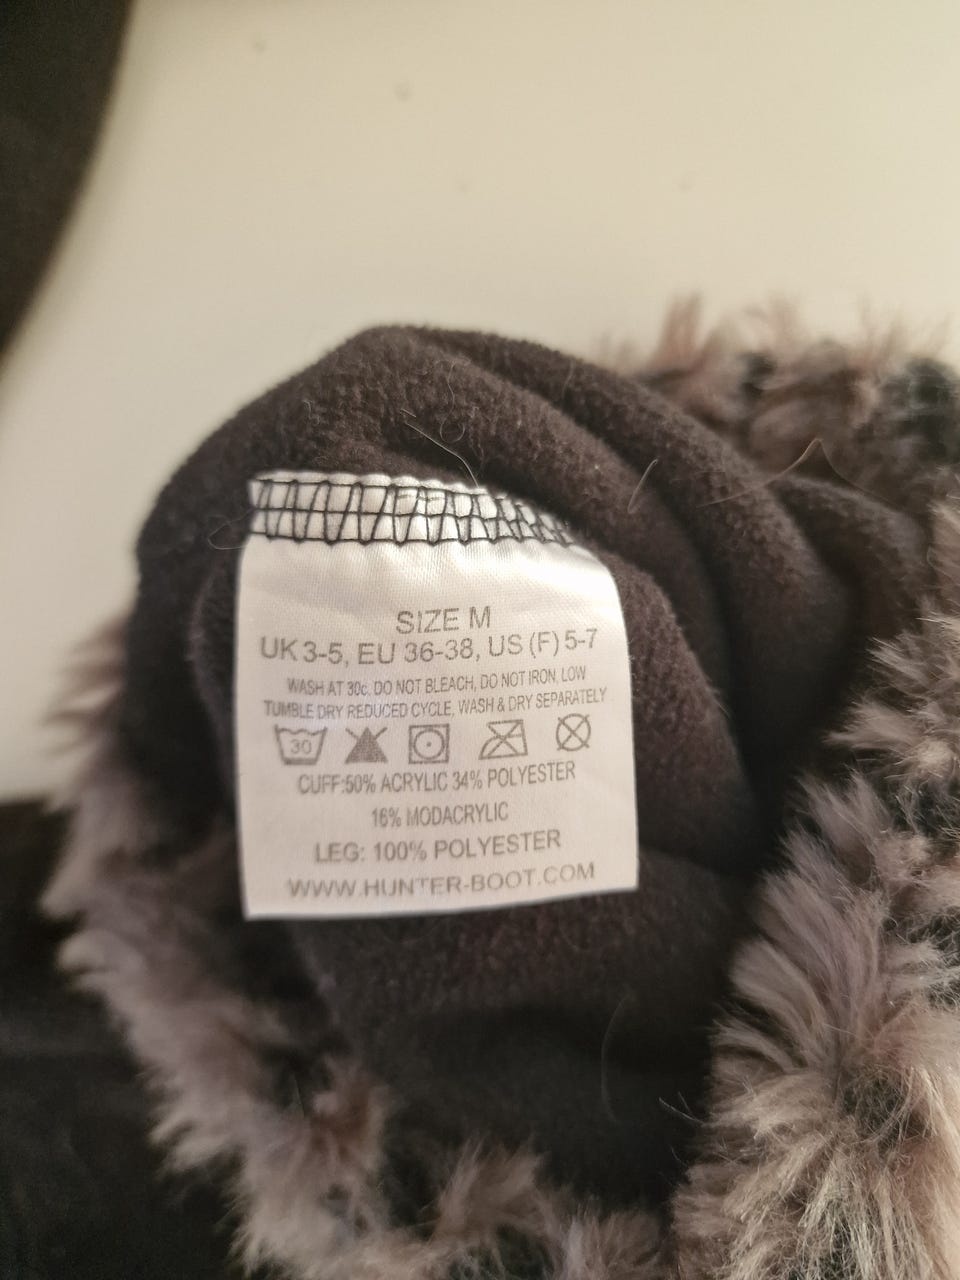 SIZE M
UK 3-5, EU 36-38, US (F) 5-7
WASH AT 30c. DO NOT BLEACH, DO NOT IRON, LOW
TUMBLE DRY REDUCED CYCLE, WASH & DRY SEPARATELY
30
CUFF:50% ACRYLIC 34% POLYESTER
16% MODACRYLIC
LEG: 100% POLYESTER
WWW.HUNTER-BOOT.COM